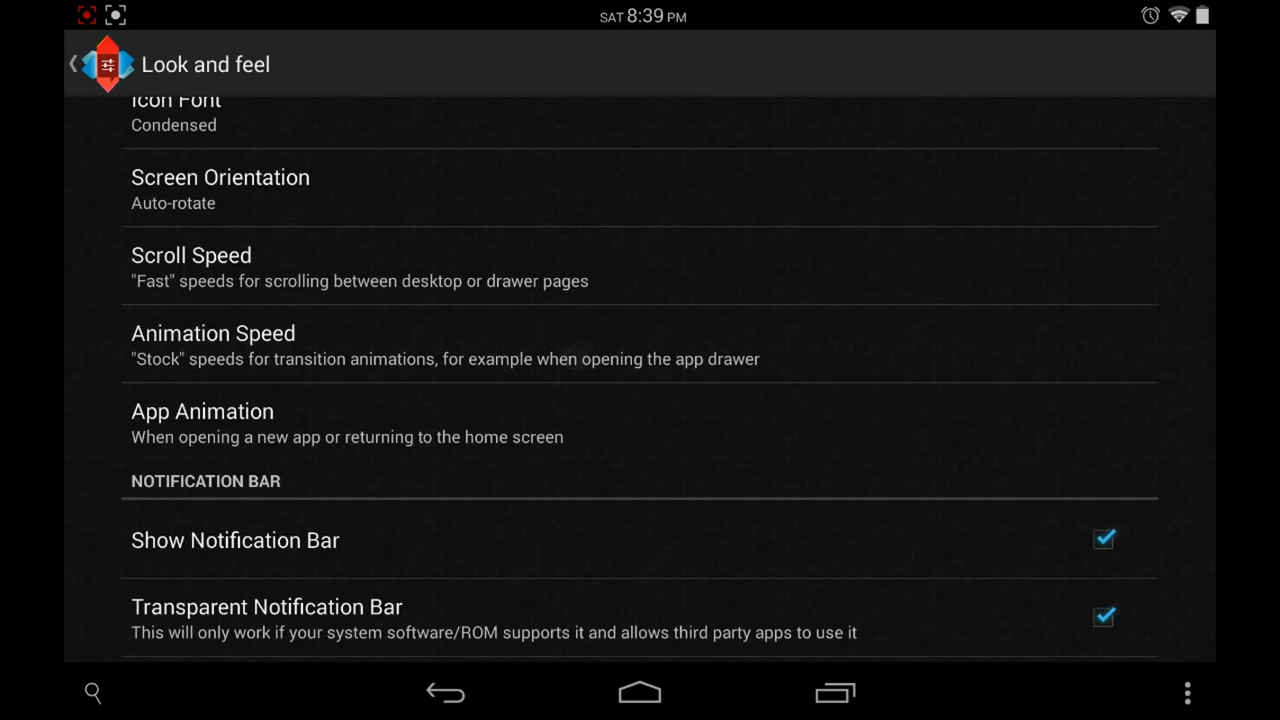 SAT 8:39 PM
Look and feel
Icon Font
Condensed
Screen Orientation
Auto-rotate
Scroll Speed
"Fast" speeds for scrolling between desktop or drawer pages
Animation Speed
"Stock" speeds for transition animations, for example when opening the app drawer
App Animation
When opening a new app or returning to the home screen
NOTIFICATION BAR
Show Notification Bar
Transparent Notification Bar
This will only work if your system software/ROM supports it and allows third party apps to use it